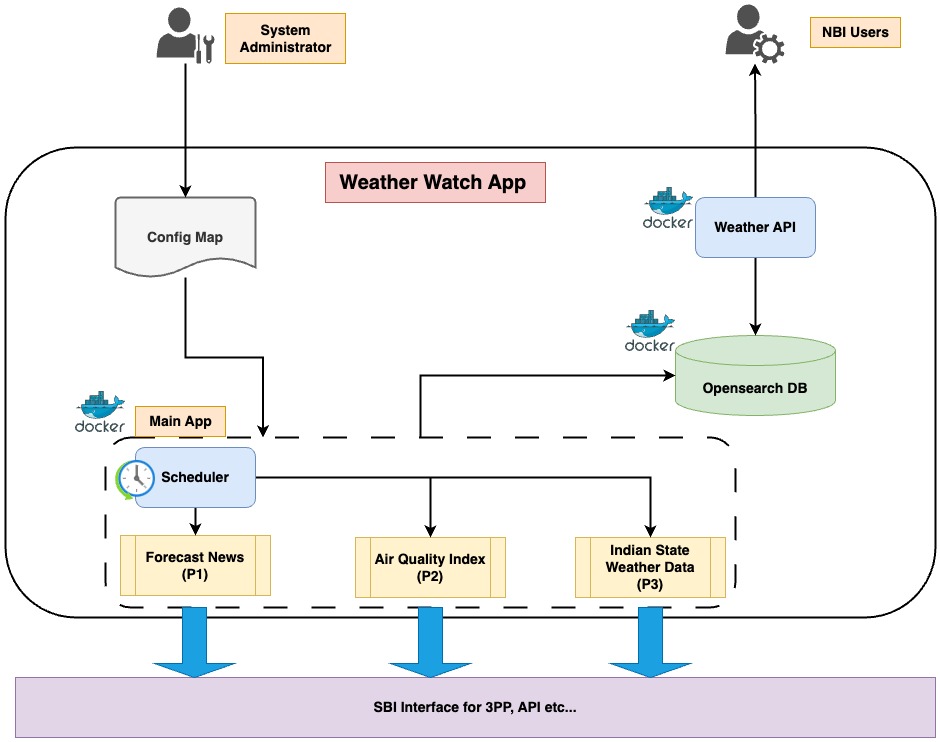 System
Administrator
NBI Users
Weather Watch App
Config Map
docker
Weather API
docker
Opensearch DB
docker
Main App
Scheduler
Forecast News
(P1)
Air Quality Index
(P2)
Indian State
Weather Data
(P3)
SBI Interface for 3PP, API etc...